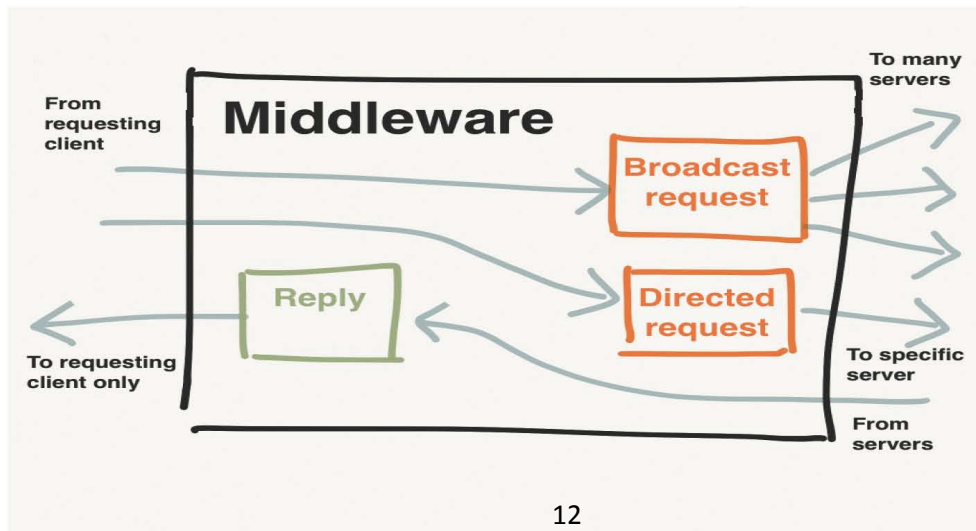 To many
servers
From
requesting
client
Middleware
Broadcast
request
Reply
Directed
request
To requesting
client only
To specific
server
From
servers
12